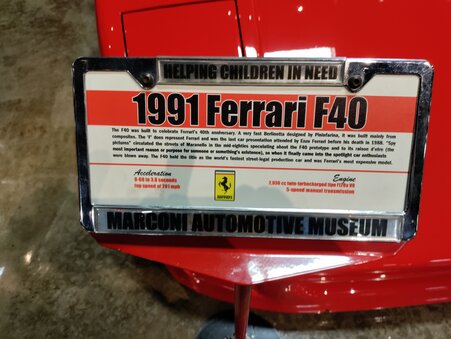 HELPING CHILDREN IN NEED
1991 Ferrari F40
The F40 was built to celebrate Ferrari's 40th anniversary. A very fast Berlinetta designed by Pininfarina, it was built mainly from
composites. The 'F' does represent Ferrari and was the last car presentation attended by Enzo Ferrari before his death in 1988. "Spy
pictures" circulated the streets of Maranello in the mid-eighties speculating about the F40 prototype and to its raison d'etre (the
most important reason or purpose for someone or something's existence), so when it finally came into the spotlight car enthusiasts
were blown away. The F40 held the title as the world's fastest street-legal production car and was Ferrari's most expensive model.
Acceleration
0-60 in 3.8 seconds
top speed of 201 mph
Ferrari
Engine
2,936 cc twin-turbocharged tipo F120a V8
5-speed manual transmission
MARCONI AUTOMOTIVE MUSEUM